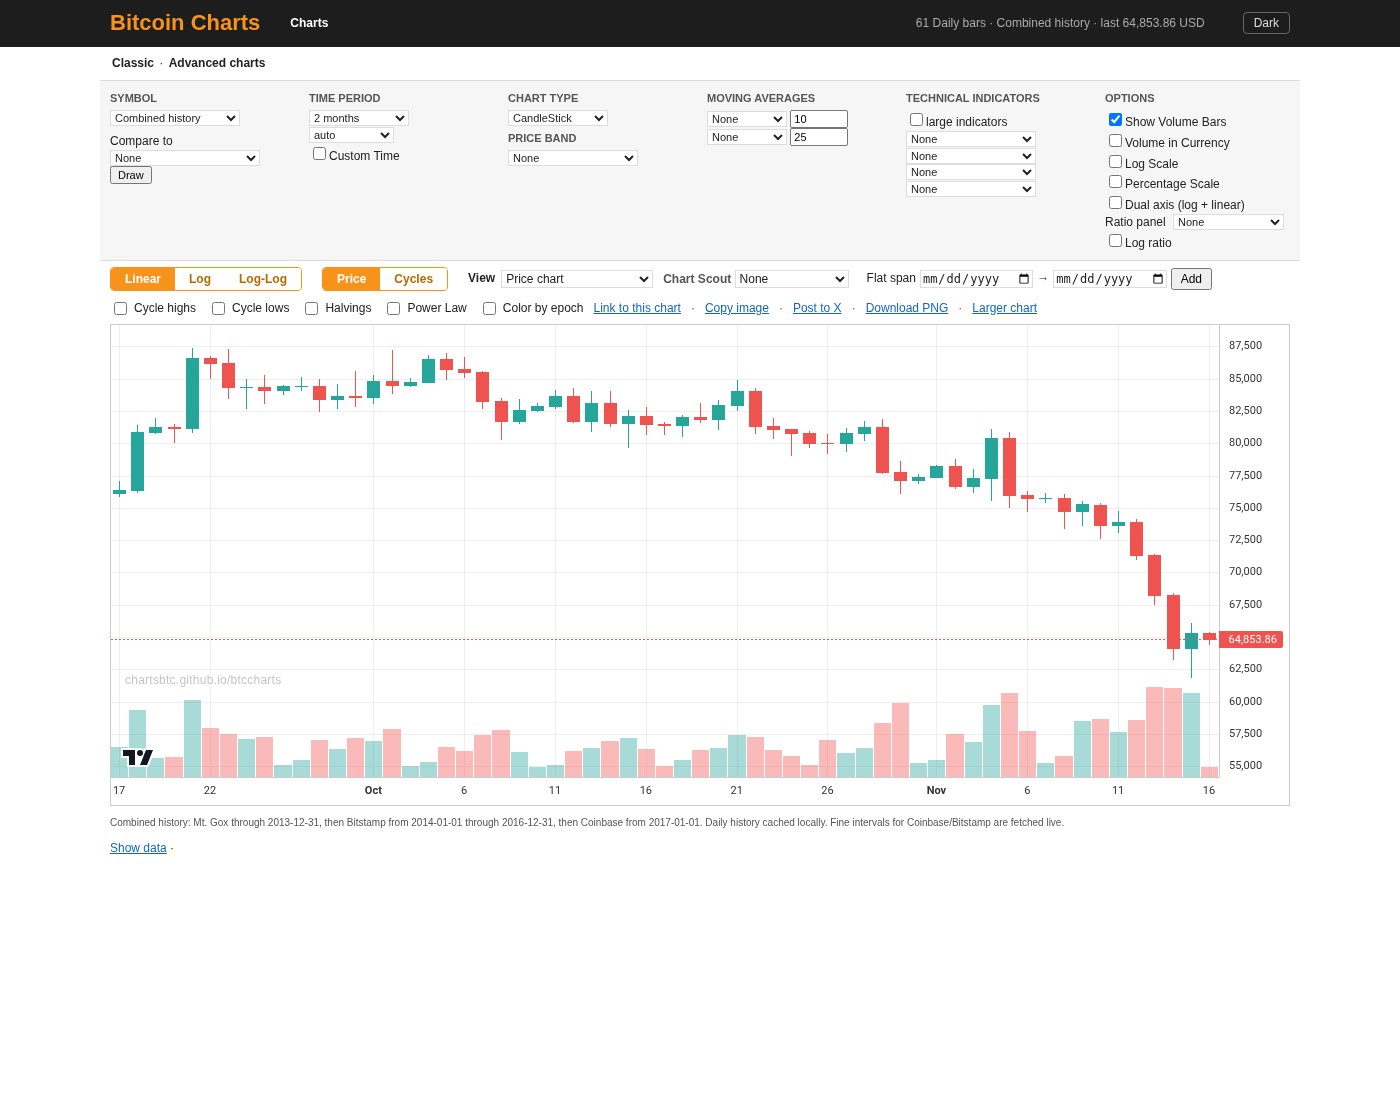 Bitcoin Charts Charts 61 Daily bars · Combined history · last 64,853.86 USD Dark
Classic · Advanced charts
SYMBOL TIME PERIOD CHART TYPE MOVING AVERAGES TECHNICAL INDICATORS OPTIONS
Combined history 2 months CandleStick None 10 large indicators Show Volume Bars
auto PRICE BAND None 25 None Volume in Currency
Compare to Custom Time None None Log Scale
None None Percentage Scale
Draw None Dual axis (log + linear)
Ratio panel None
Log ratio
Linear Log Log-Log Price Cycles View Price chart Chart Scout None Flat span mm/dd/yyyy → mm/dd/yyyy Add
Cycle highs Cycle lows Halvings Power Law Color by epoch Link to this chart · Copy image · Post to X · Download PNG · Larger chart
87,500
85,000
82,500
80,000
77,500
75,000
72,500
70,000
67,500
64,853.86
62,500
chartsbtc.github.io/btccharts
60,000
57,500
55,000
17 22 Oct 6 11 16 21 26 Nov 6 11 16
Combined history: Mt. Gox through 2013-12-31, then Bitstamp from 2014-01-01 through 2016-12-31, then Coinbase from 2017-01-01. Daily history cached locally. Fine intervals for Coinbase/Bitstamp are fetched live.
Show data ·